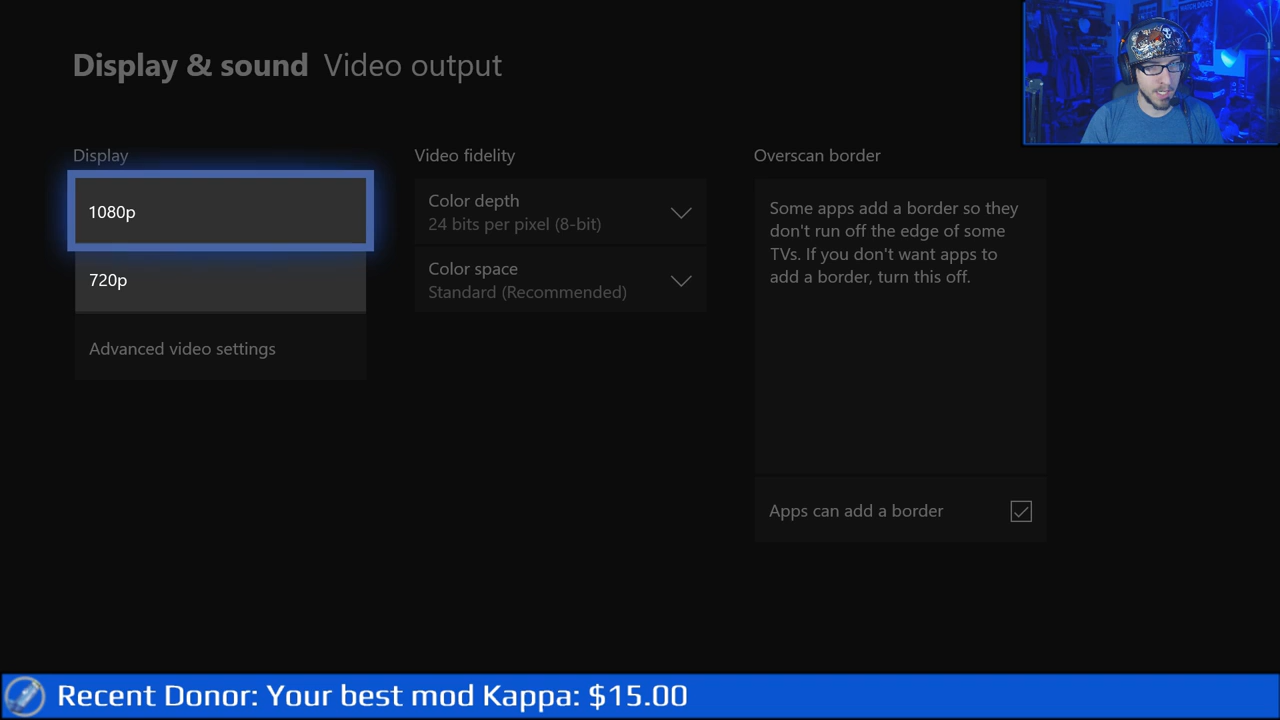 Display & sound Video output
Display
1080p
720p
Advanced video settings
Video fidelity
Color depth
24 bits per pixel (8-bit)
Color space
Standard (Recommended)
Overscan border
Some apps add a border so they
don't run off the edge of some
TVs. If you don't want apps to
add a border, turn this off.
Apps can add a border
Recent Donor: Your best mod Kappa: $15.00